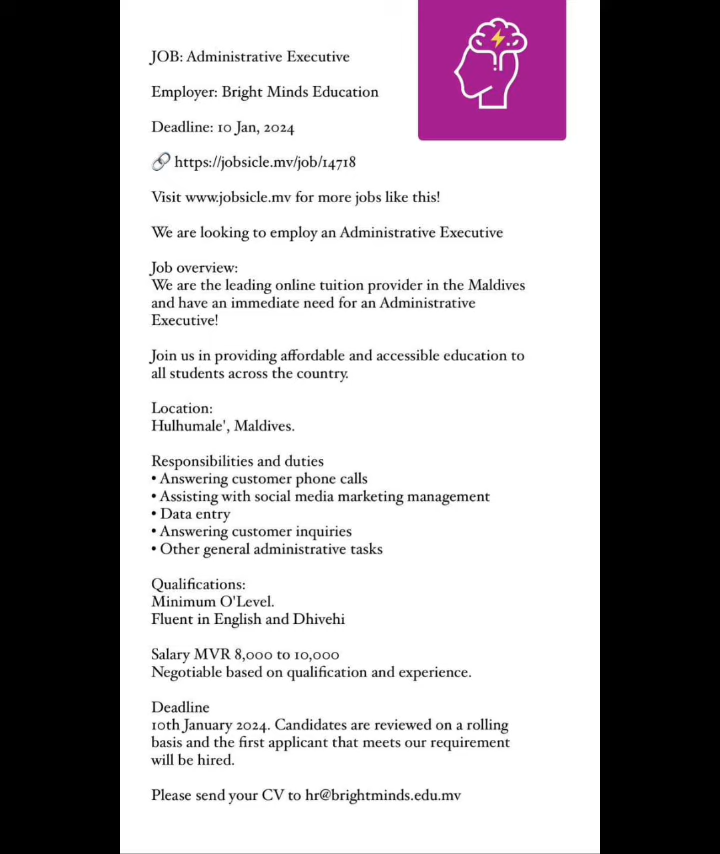 JOB: Administrative Executive
Employer: Bright Minds Education
Deadline: 10 Jan, 2024
🔗 https://jobsicle.mv/job/14718
Visit www.jobsicle.mv for more jobs like this!
We are looking to employ an Administrative Executive
Job overview:
We are the leading online tuition provider in the Maldives
and have an immediate need for an Administrative
Executive!
Join us in providing affordable and accessible education to
all students across the country.
Location:
Hulhumale', Maldives.
Responsibilities and duties
• Answering customer phone calls
• Assisting with social media marketing management
• Data entry
• Answering customer inquiries
• Other general administrative tasks
Qualifications:
Minimum O'Level.
Fluent in English and Dhivehi
Salary MVR 8,000 to 10,000
Negotiable based on qualification and experience.
Deadline
10th January 2024. Candidates are reviewed on a rolling
basis and the first applicant that meets our requirement
will be hired.
Please send your CV to hr@brightminds.edu.mv